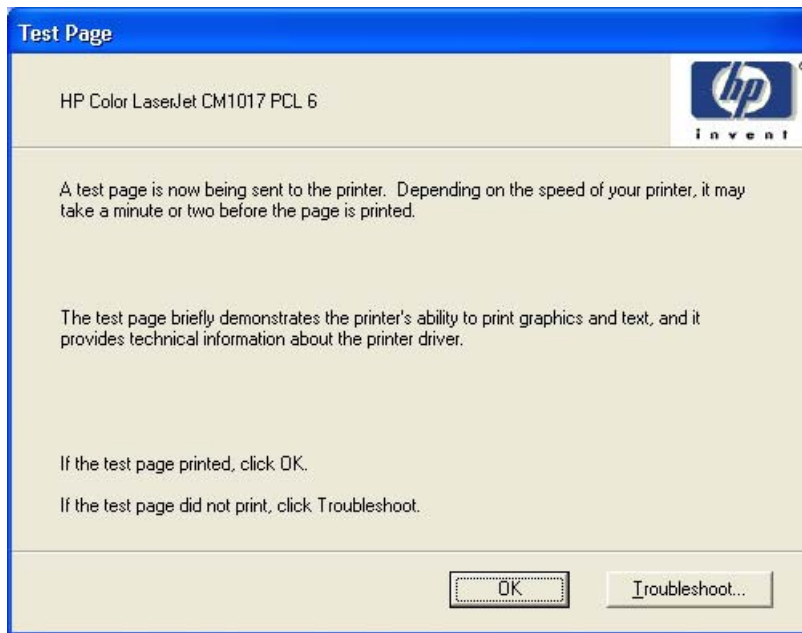 Test Page
HP Color LaserJet CM1017 PCL 6
hp
invent
A test page is now being sent to the printer. Depending on the speed of your printer, it may
take a minute or two before the page is printed.
The test page briefly demonstrates the printer's ability to print graphics and text, and it
provides technical information about the printer driver.
If the test page printed, click OK.
If the test page did not print, click Troubleshoot.
OK
Troubleshoot...